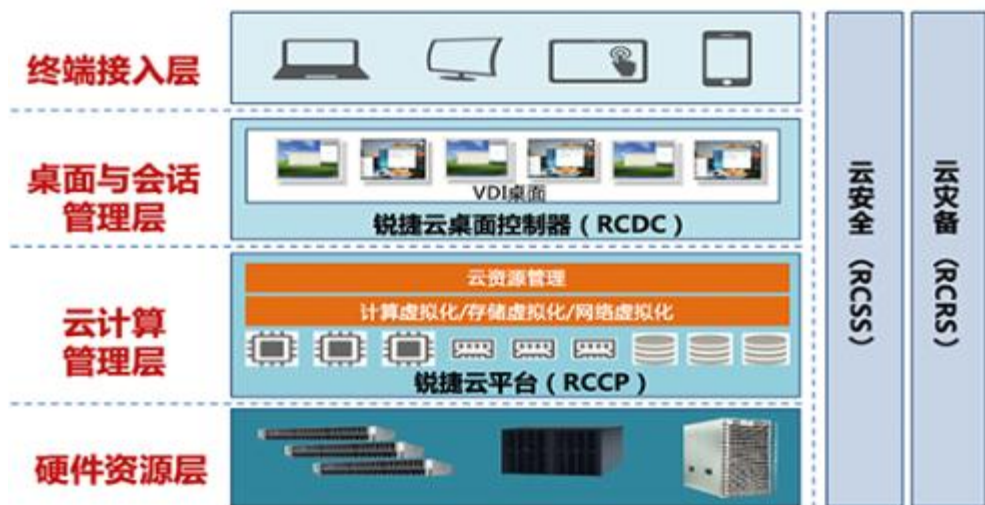 终端接入层
桌面与会话
管理层
VDI桌面
锐捷云桌面控制器（RCDC）
云计算
管理层
云资源管理
计算虚拟化/存储虚拟化/网络虚拟化
锐捷云平台（RCCP）
硬件资源层
云安全（RCSS）
云灾备（RCRS）